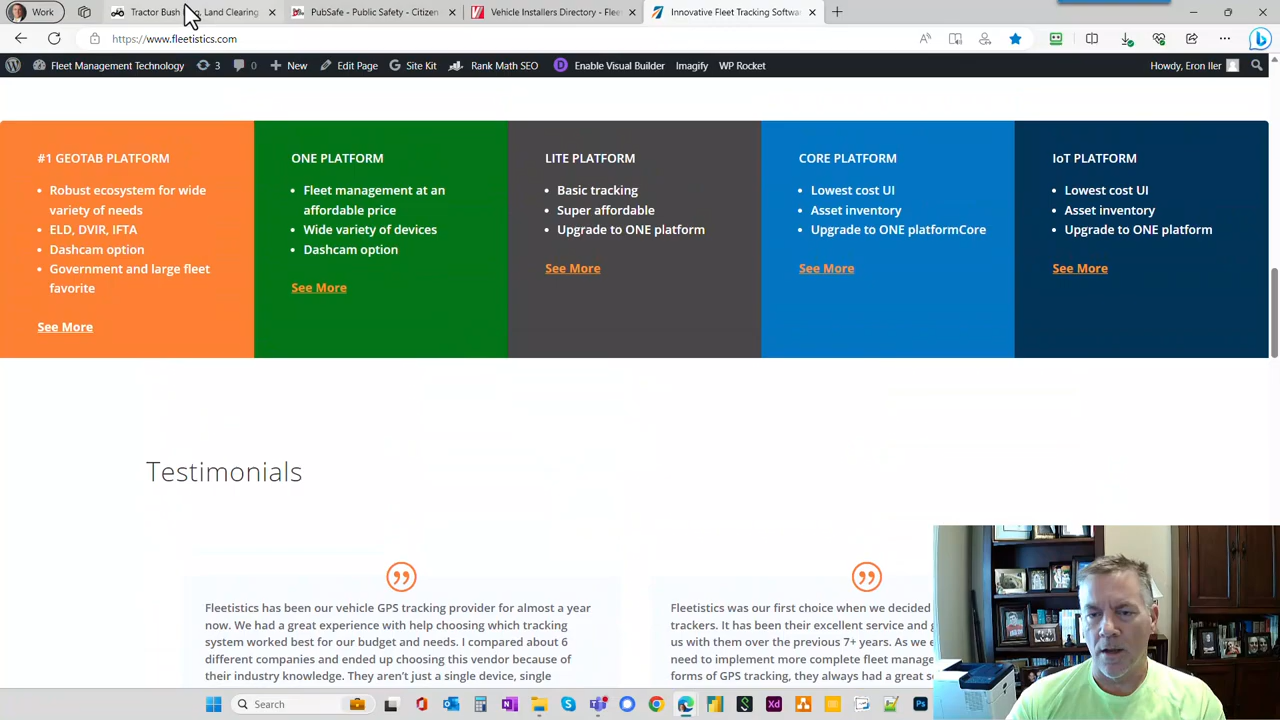 Work
Tractor Bush
Land Clearing
PubSafe - Public Safety - Citizen
Vehicle Installers Directory - Flee
Innovative Fleet Tracking Softwa
https://www.fleetistics.com
Fleet Management Technology
3
0
New
Edit Page
Site Kit
Rank Math SEO
Enable Visual Builder
Imagify
WP Rocket
Howdy, Eron Iler
#1 GEOTAB PLATFORM
• Robust ecosystem for wide
variety of needs
• ELD, DVIR, IFTA
• Dashcam option
• Government and large fleet
favorite
See More
ONE PLATFORM
• Fleet management at an
affordable price
• Wide variety of devices
• Dashcam option
See More
LITE PLATFORM
• Basic tracking
• Super affordable
• Upgrade to ONE platform
See More
CORE PLATFORM
• Lowest cost UI
• Asset inventory
• Upgrade to ONE platformCore
See More
IoT PLATFORM
• Lowest cost UI
• Asset inventory
• Upgrade to ONE platform
See More
Testimonials
Fleetistics has been our vehicle GPS tracking provider for almost a year
now. We had a great experience with help choosing which tracking
system worked best for our budget and needs. I compared about 6
different companies and ended up choosing this vendor because of
their industry knowledge. They aren't just a single device, single
Fleetistics was our first choice when we decided
trackers. It has been their excellent service and
us with them over the previous 7+ years. As we
need to implement more complete fleet
forms of GPS tracking, they always had a great
Search